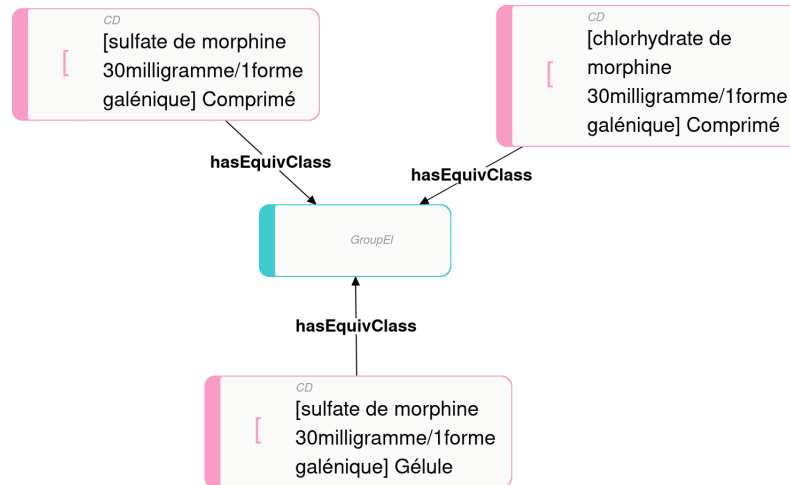 CD
[
[sulfate de morphine
30milligramme/1forme
galénique] Comprimé
CD
[
[chlorhydrate de
morphine
30milligramme/1forme
galénique] Comprimé
hasEquivClass
hasEquivClass
GroupEl
hasEquivClass
CD
[
[sulfate de morphine
30milligramme/1forme
galénique] Gélule